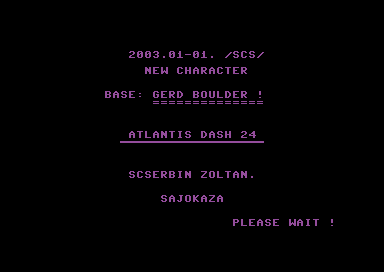 2003.01-01. /SCS/
NEW CHARACTER
BASE: GERD BOULDER !
ATLANTIS DASH 24
SCSERBIN ZOLTAN.
SAJOKAZA
PLEASE WAIT !